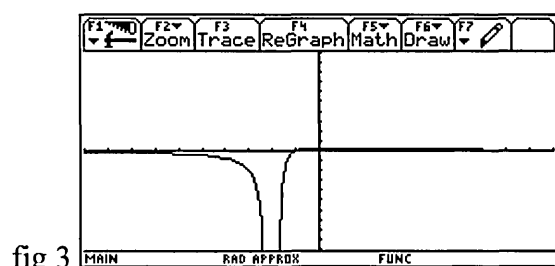 F1 F2 F3 F4 F5 F6 F7
Zoom Trace ReGraph Math Draw
fig 3 MAIN RAD APPROX FUNC